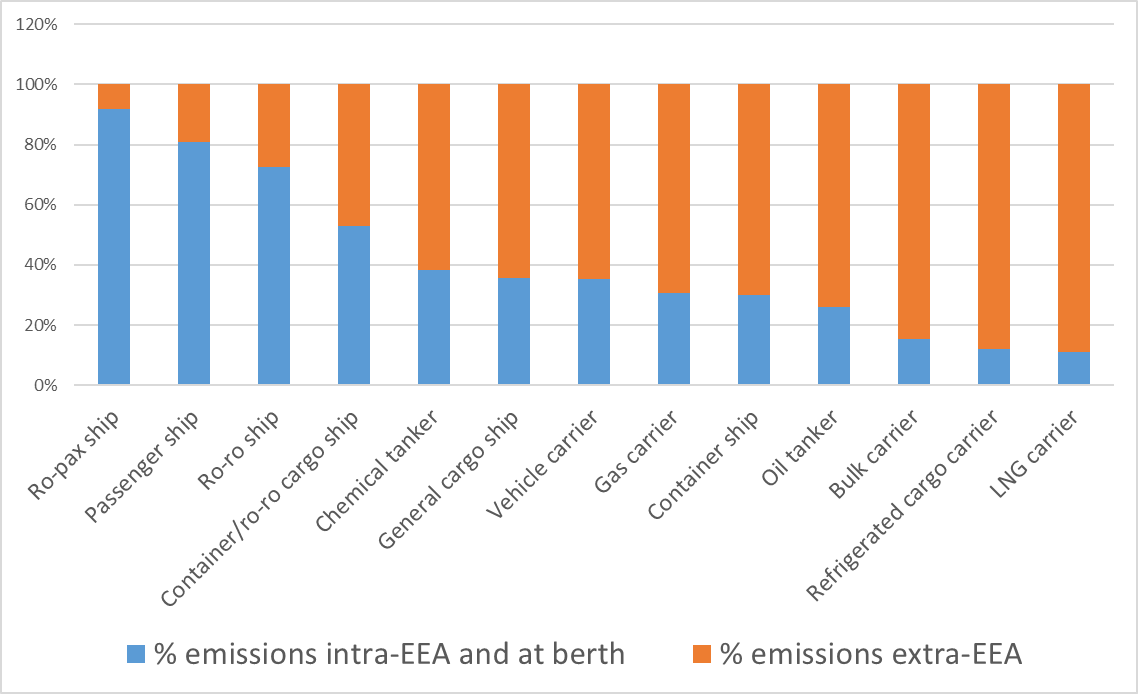 120%
100%
80%
60%
40%
20%
0%
Ro-pax ship
Passenger ship
Ro-ro ship
Container/ro-ro cargo ship
Chemical tanker
General cargo ship
Vehicle carrier
Gas carrier
Container ship
Oil tanker
Bulk carrier
Refrigerated cargo carrier
LNG carrier
% emissions intra-EEA and at berth
% emissions extra-EEA